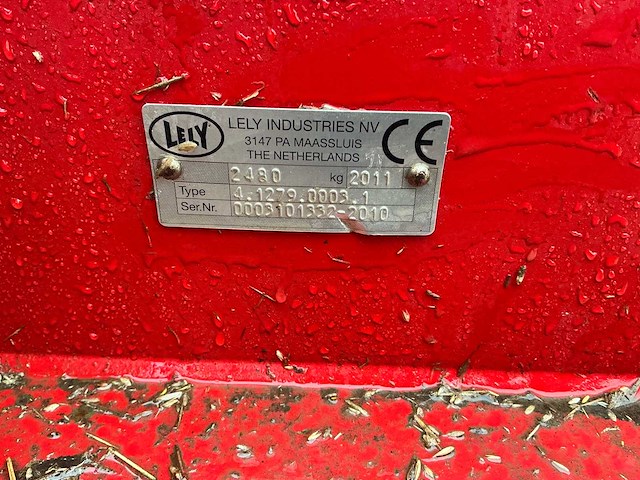 LELY LELY INDUSTRIES NV CE
3147 PA MAASSLUIS
THE NETHERLANDS
2480 kg 2011
Type 4.1279.0003.1
Ser.Nr. 0003101332-2010